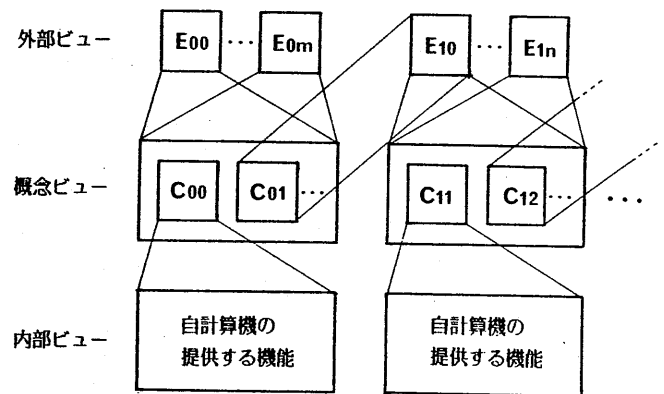 外部ビュー E00 ··· E0m E10 ··· E1n
概念ビュー C00 C01 ··· C11 C12 ··· ···
内部ビュー
自計算機の
提供する機能
自計算機の
提供する機能